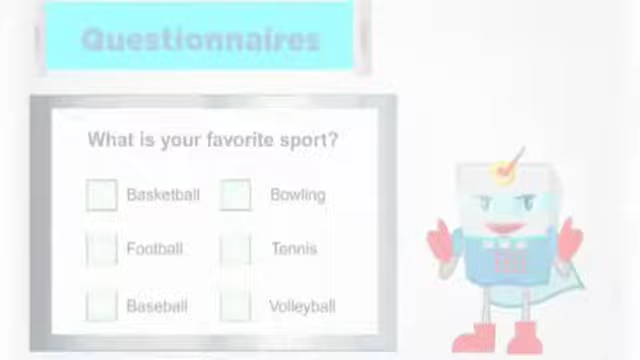 Questionnaires
What is your favorite sport?
Basketball Bowling
Football Tennis
Baseball Volleyball